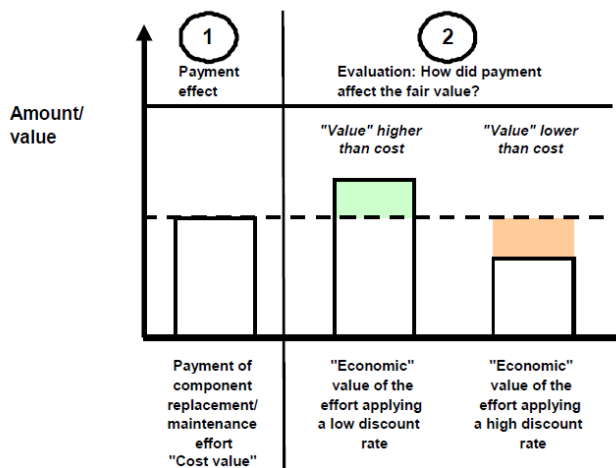 1
2
Payment
effect
Evaluation: How did payment
affect the fair value?
Amount/
value
"Value" higher
than cost
"Value" lower
than cost
Payment of
component
replacement/
maintenance
effort
"Cost value"
"Economic"
value of the
effort applying
a low discount
rate
"Economic"
value of the
effort applying
a high discount
rate